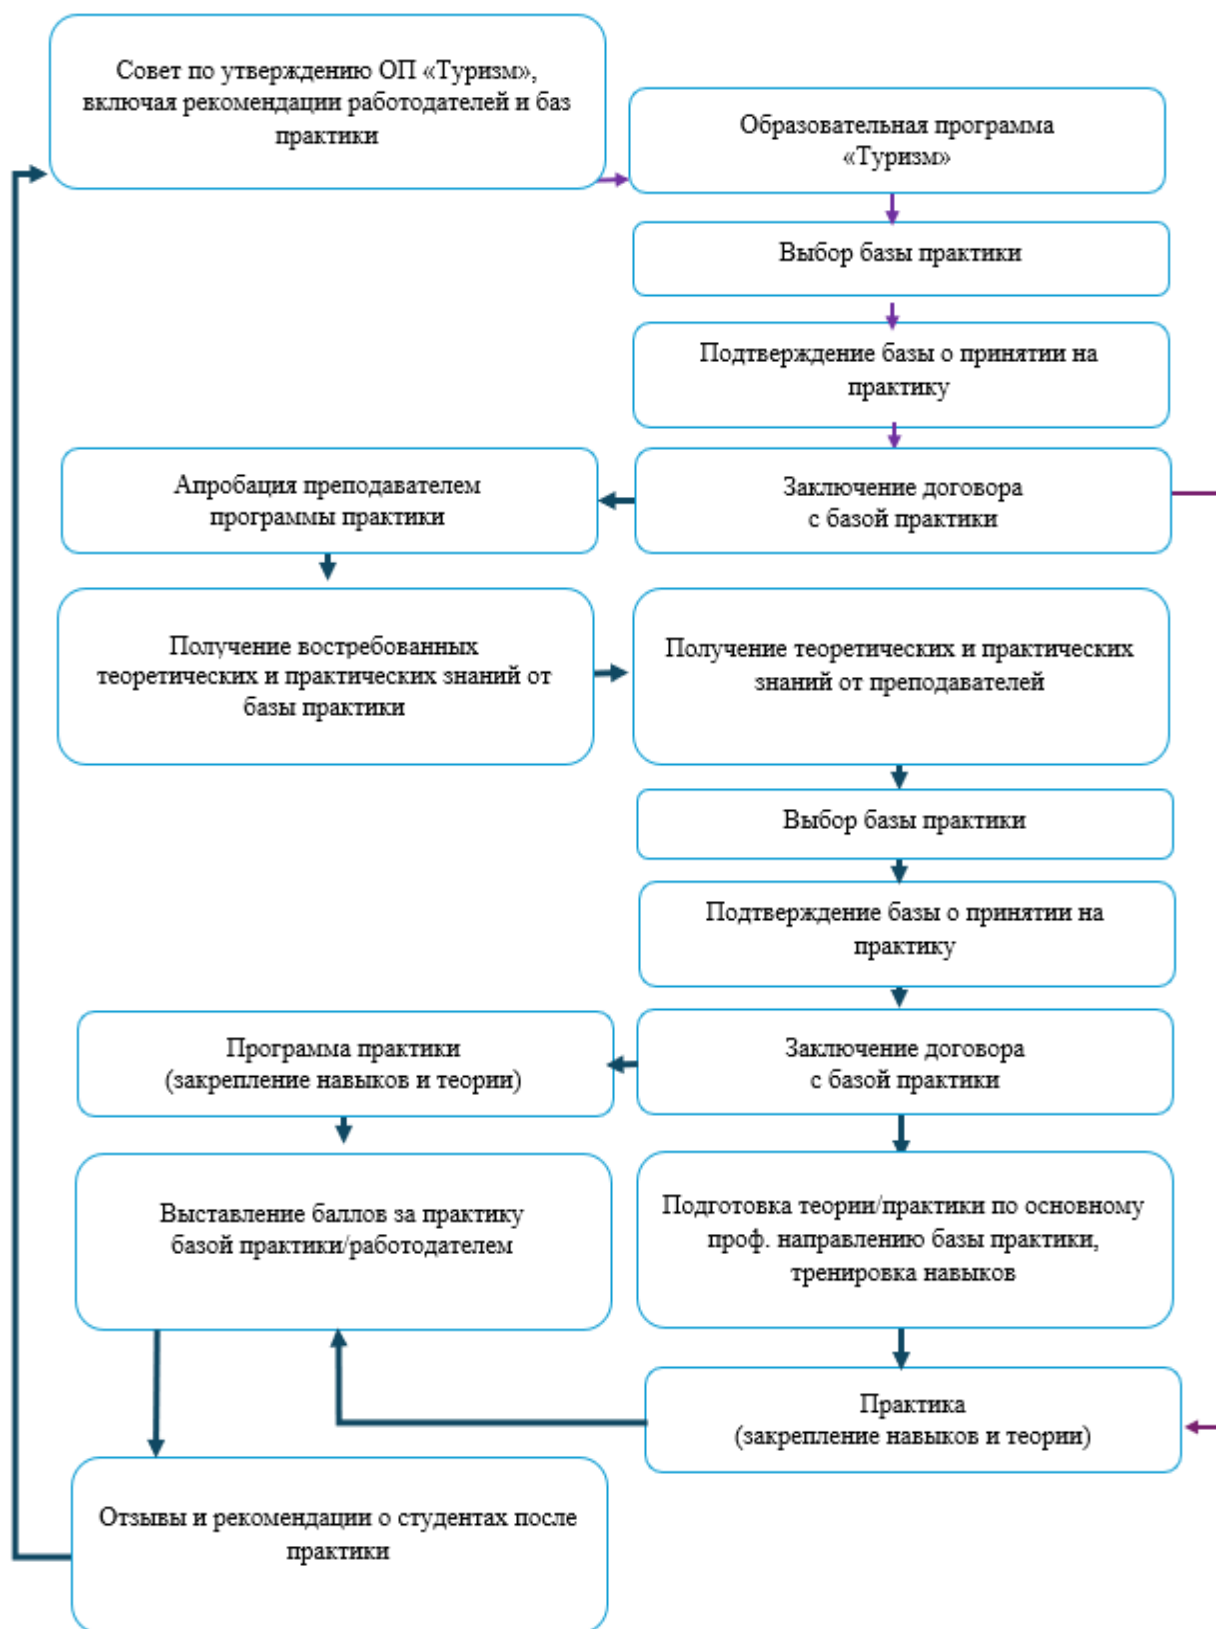 Совет по утверждению ОП «Туризм»,
включая рекомендации работодателей и баз
практики
Образовательная программа
«Туризм»
Выбор базы практики
Подтверждение базы о принятии на
практику
Апробация преподавателем
программы практики
Заключение договора
с базой практики
Получение востребованных
теоретических и практических знаний от
базы практики
Получение теоретических и практических
знаний от преподавателей
Выбор базы практики
Подтверждение базы о принятии на
практику
Программа практики
(закрепление навыков и теории)
Заключение договора
с базой практики
Выставление баллов за практику
базой практики/работодателем
Подготовка теории/практики по основному
проф. направлению базы практики,
тренировка навыков
Практика
(закрепление навыков и теории)
Отзывы и рекомендации о студентах после
практики